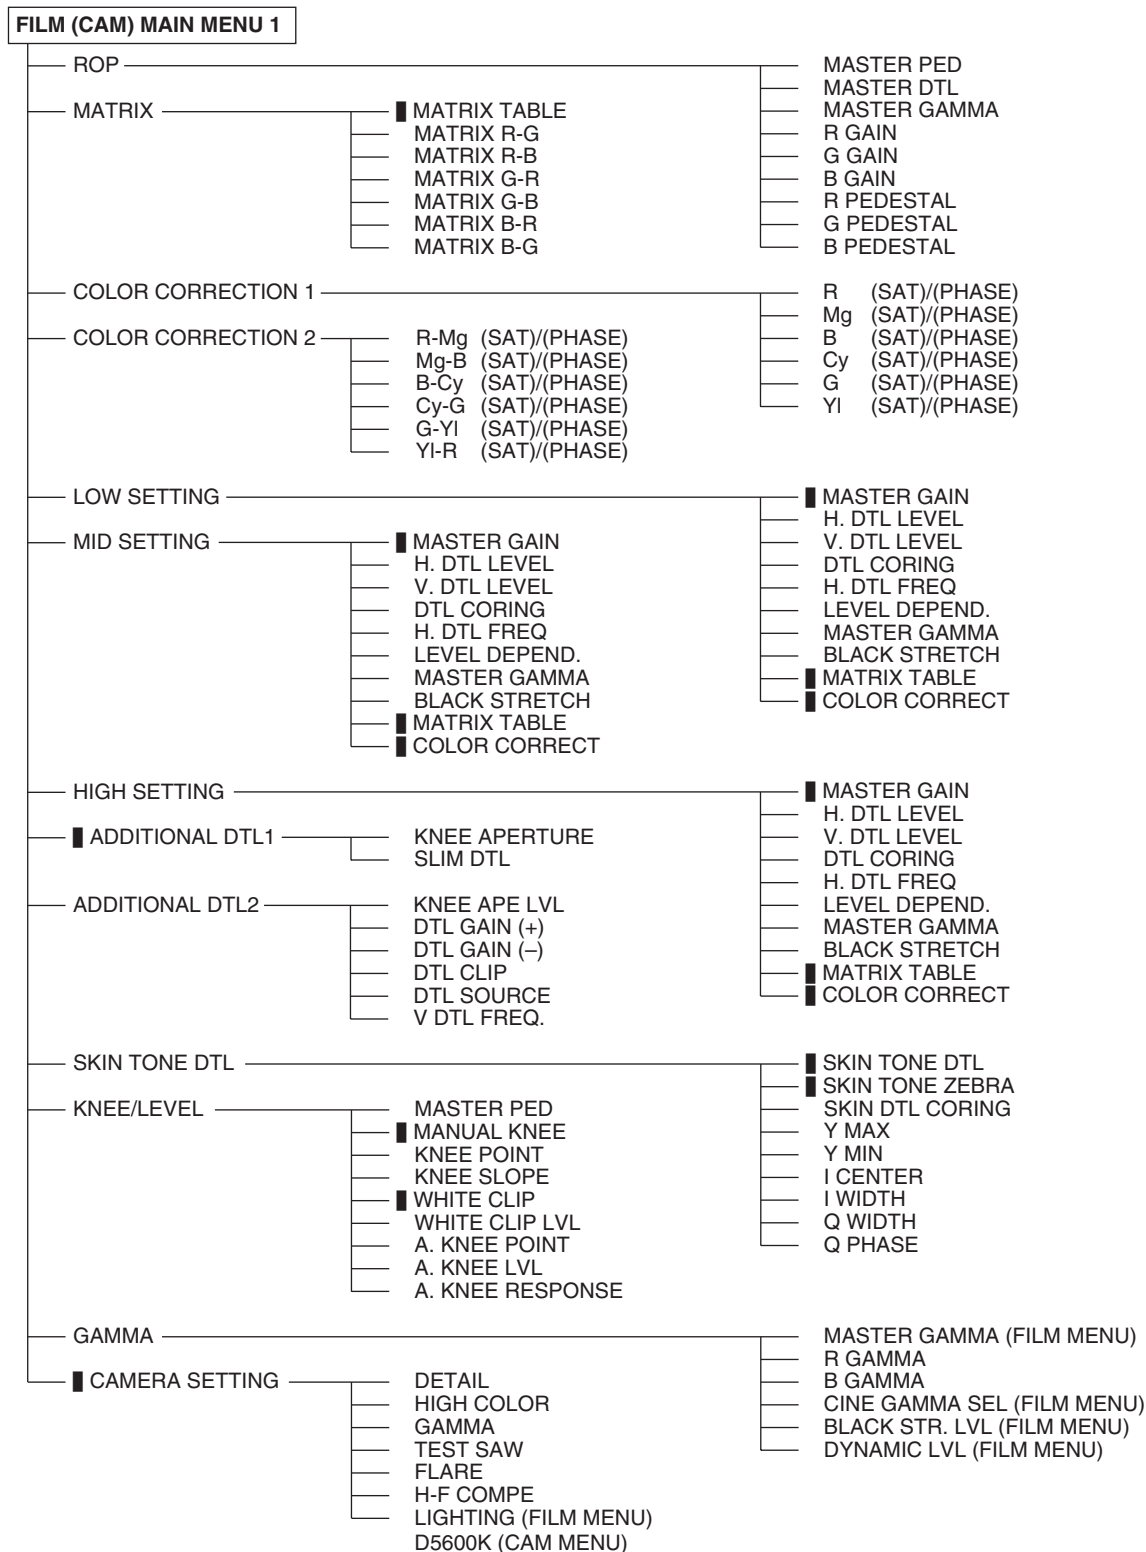 FILM (CAM) MAIN MENU 1
ROP
MASTER PED
MASTER DTL
MASTER GAMMA
R GAIN
G GAIN
B GAIN
R PEDESTAL
G PEDESTAL
B PEDESTAL
MATRIX
MATRIX TABLE
MATRIX R-G
MATRIX R-B
MATRIX G-R
MATRIX G-B
MATRIX B-R
MATRIX B-G
COLOR CORRECTION 1
R (SAT)/(PHASE)
Mg (SAT)/(PHASE)
B (SAT)/(PHASE)
Cy (SAT)/(PHASE)
G (SAT)/(PHASE)
Yl (SAT)/(PHASE)
COLOR CORRECTION 2
R-Mg (SAT)/(PHASE)
Mg-B (SAT)/(PHASE)
B-Cy (SAT)/(PHASE)
Cy-G (SAT)/(PHASE)
G-Yl (SAT)/(PHASE)
Yl-R (SAT)/(PHASE)
LOW SETTING
MASTER GAIN
H. DTL LEVEL
V. DTL LEVEL
DTL CORING
H. DTL FREQ
LEVEL DEPEND.
MASTER GAMMA
BLACK STRETCH
MATRIX TABLE
COLOR CORRECT
MID SETTING
MASTER GAIN
H. DTL LEVEL
V. DTL LEVEL
DTL CORING
H. DTL FREQ
LEVEL DEPEND.
MASTER GAMMA
BLACK STRETCH
MATRIX TABLE
COLOR CORRECT
HIGH SETTING
MASTER GAIN
H. DTL LEVEL
V. DTL LEVEL
DTL CORING
H. DTL FREQ
LEVEL DEPEND.
MASTER GAMMA
BLACK STRETCH
MATRIX TABLE
COLOR CORRECT
ADDITIONAL DTL1
KNEE APERTURE
SLIM DTL
ADDITIONAL DTL2
KNEE APE LVL
DTL GAIN (+)
DTL GAIN (–)
DTL CLIP
DTL SOURCE
V DTL FREQ.
SKIN TONE DTL
SKIN TONE DTL
SKIN TONE ZEBRA
SKIN DTL CORING
Y MAX
Y MIN
I CENTER
I WIDTH
Q WIDTH
Q PHASE
KNEE/LEVEL
MASTER PED
MANUAL KNEE
KNEE POINT
KNEE SLOPE
WHITE CLIP
WHITE CLIP LVL
A. KNEE POINT
A. KNEE LVL
A. KNEE RESPONSE
GAMMA
MASTER GAMMA (FILM MENU)
R GAMMA
B GAMMA
CINE GAMMA SEL (FILM MENU)
BLACK STR. LVL (FILM MENU)
DYNAMIC LVL (FILM MENU)
CAMERA SETTING
DETAIL
HIGH COLOR
GAMMA
TEST SAW
FLARE
H-F COMPE
LIGHTING (FILM MENU)
D5600K (CAM MENU)